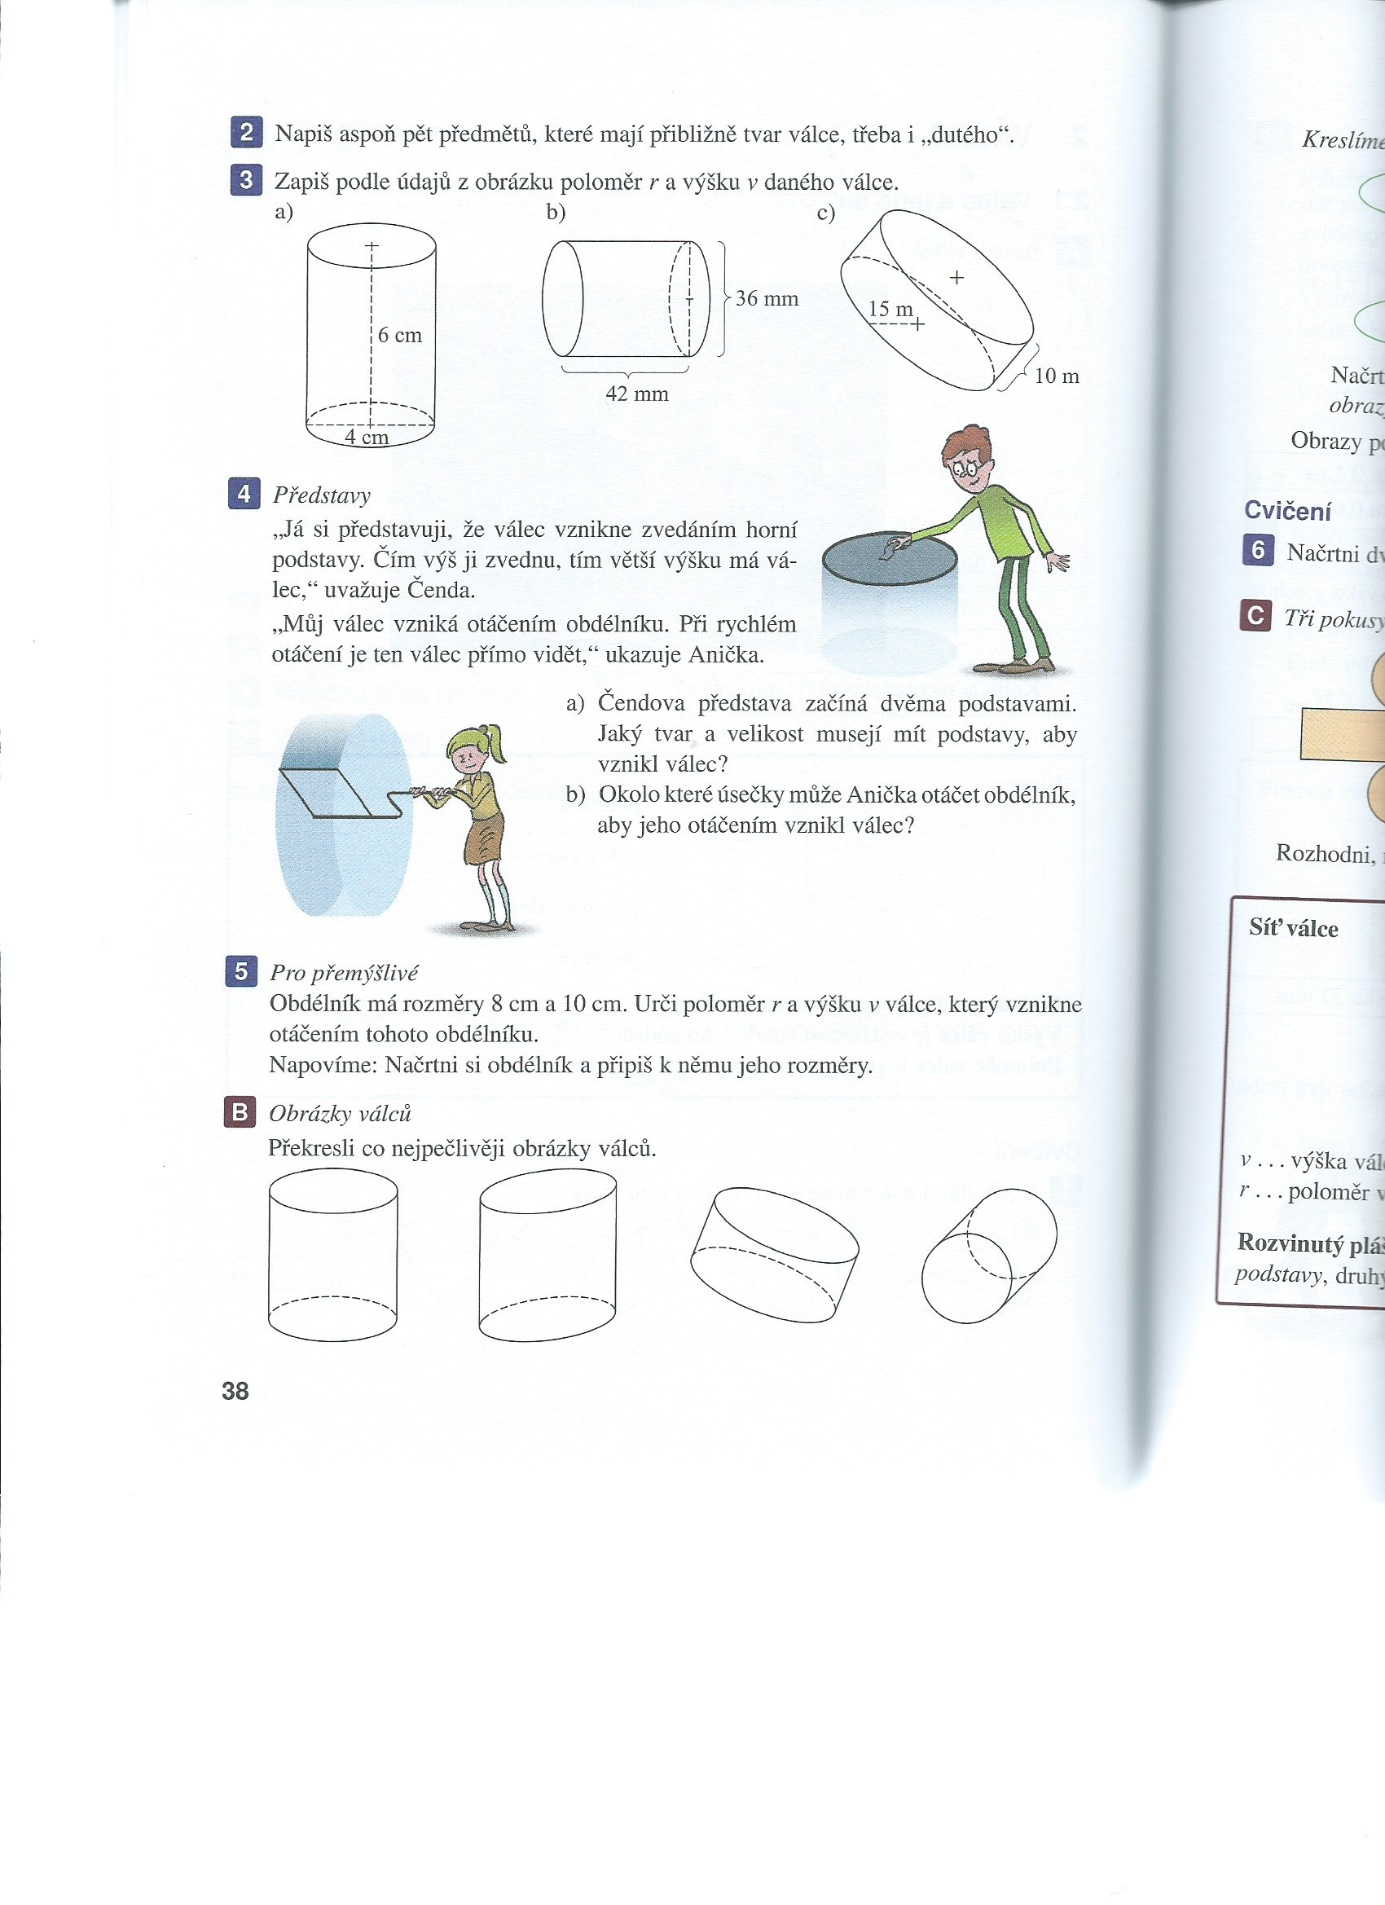 2 Napiš aspoň pět předmětů, které mají přibližně tvar válce, třeba i „dutého“.
3 Zapiš podle údajů z obrázku poloměr r a výšku v daného válce.
a)
b)
c)
6 cm
4 cm
36 mm
42 mm
15 m
10 m
4 Představy
„Já si představuji, že válec vznikne zvedáním horní
podstavy. Čím výš ji zvednu, tím větší výšku má vá-
lec,“ uvažuje Čenda.
„Můj válec vzniká otáčením obdélníku. Při rychlém
otáčení je ten válec přímo vidět,“ ukazuje Anička.
a) Čendova představa začíná dvěma podstavami.
Jaký tvar a velikost musejí mít podstavy, aby
vznikl válec?
b) Okolo které úsečky může Anička otáčet obdélník,
aby jeho otáčením vznikl válec?
5 Pro přemýšlivé
Obdélník má rozměry 8 cm a 10 cm. Urči poloměr r a výšku v válce, který vznikne
otáčením tohoto obdélníku.
Napovíme: Načrtni si obdélník a připiš k němu jeho rozměry.
B Obrázky válců
Překresli co nejpečlivěji obrázky válců.
38
Kreslíme
Načrt
obraz
Obrazy
Cvičení
6 Načrtni
C Tři pokusy
Rozhodni,
Síť válce
v . . . výška vál
r . . . poloměr
Rozvinutý plá
podstavy, druh